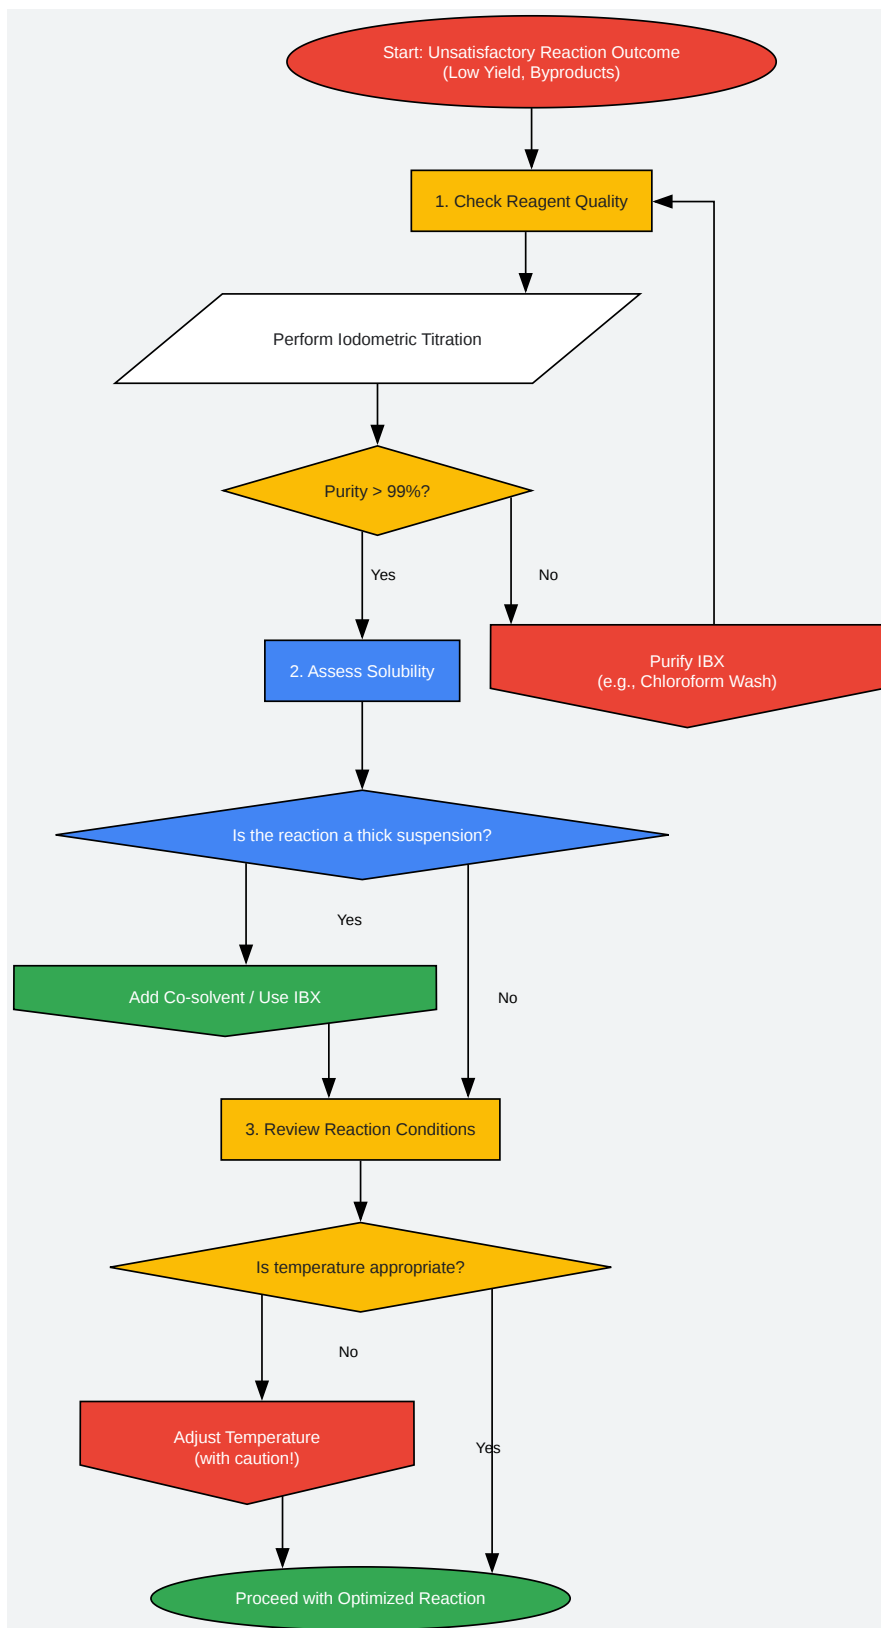 Start: Unsatisfactory Reaction Outcome
(Low Yield, Byproducts)
1. Check Reagent Quality
Perform Iodometric Titration
Purity > 99%?
Yes
No
2. Assess Solubility
Purify IBX
(e.g., Chloroform Wash)
Is the reaction a thick suspension?
Yes
Add Co-solvent / Use IBX
No
3. Review Reaction Conditions
Is temperature appropriate?
No
Adjust Temperature
(with caution!)
Yes
Proceed with Optimized Reaction